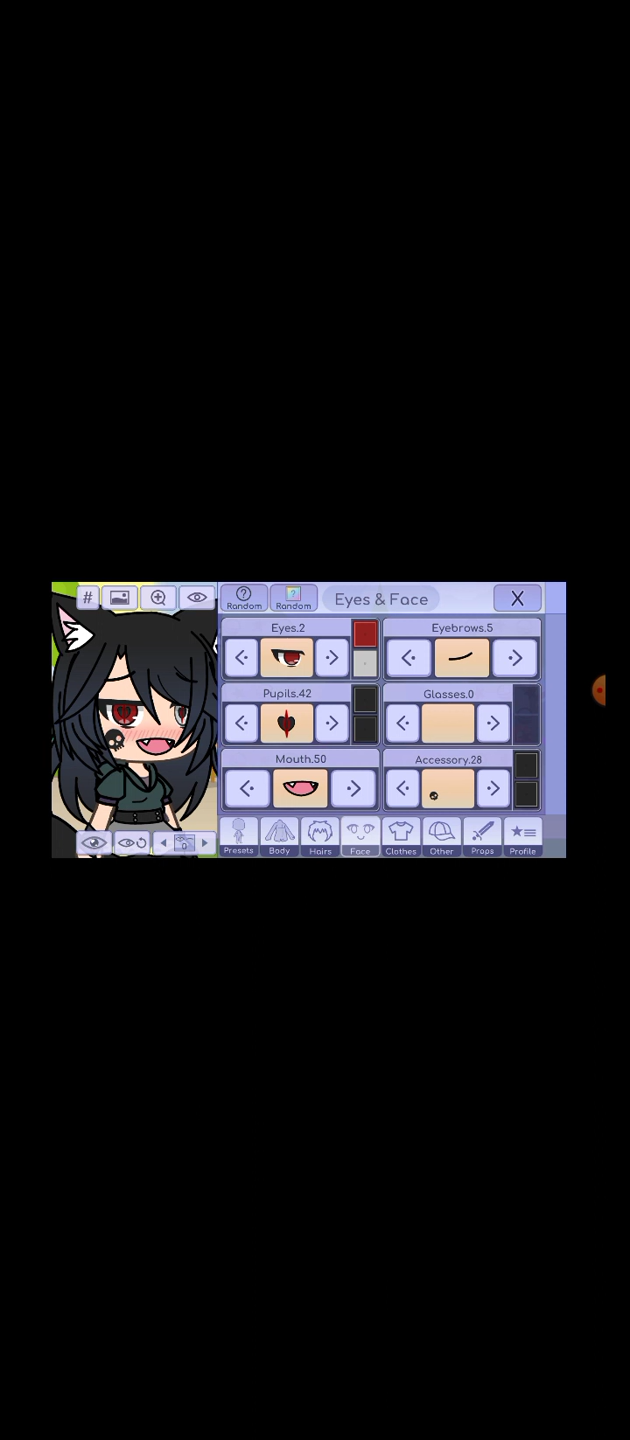 #
Random
Random
Eyes & Face
X
Eyes.2
Eyebrows.5
Pupils.42
Glasses.0
Mouth.50
Accessory.28
0
Presets
Body
Hairs
Face
Clothes
Other
Props
Profile